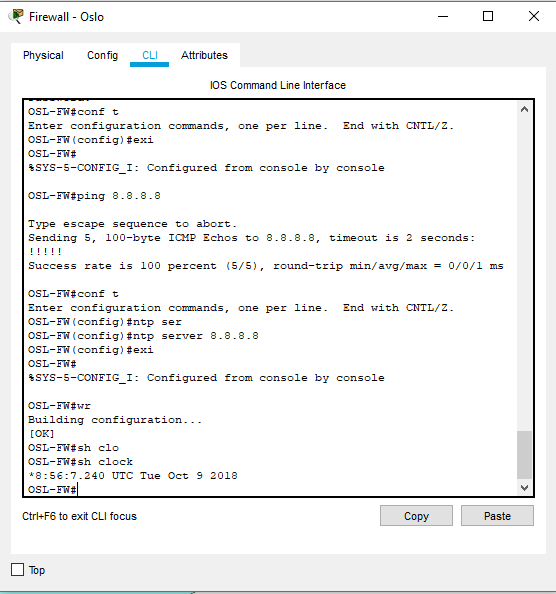 Firewall - Oslo
Physical Config CLI Attributes
IOS Command Line Interface
OSL-FW#conf t
Enter configuration commands, one per line.  End with CNTL/Z.
OSL-FW(config)#exi
OSL-FW#
%SYS-5-CONFIG_I: Configured from console by console
OSL-FW#ping 8.8.8.8
Type escape sequence to abort.
Sending 5, 100-byte ICMP Echos to 8.8.8.8, timeout is 2 seconds:
!!!!!
Success rate is 100 percent (5/5), round-trip min/avg/max = 0/0/1 ms
OSL-FW#conf t
Enter configuration commands, one per line.  End with CNTL/Z.
OSL-FW(config)#ntp ser
OSL-FW(config)#ntp server 8.8.8.8
OSL-FW(config)#exi
OSL-FW#
%SYS-5-CONFIG_I: Configured from console by console
OSL-FW#wr
Building configuration...
[OK]
OSL-FW#sh clo
OSL-FW#sh clock
*8:56:7.240 UTC Tue Oct 9 2018
OSL-FW#
Ctrl+F6 to exit CLI focus
Copy Paste
Top